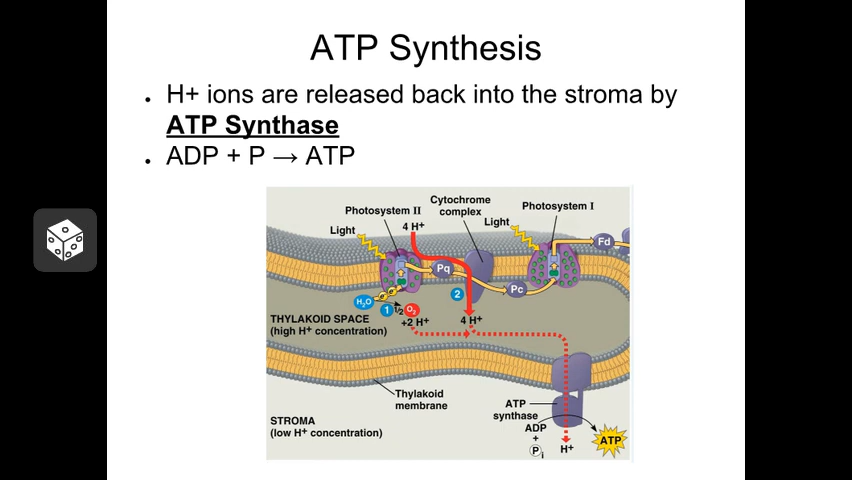 ATP Synthesis
• H+ ions are released back into the stroma by
ATP Synthase
• ADP + P → ATP
Cytochrome
complex
Photosystem II
Photosystem I
Light
4 H⁺
Light
Fd
Pq
Pc
H₂O
e⁻
e⁻
1
½
O₂
+2 H⁺
2
4 H⁺
THYLAKOID SPACE
(high H⁺ concentration)
Thylakoid
membrane
STROMA
(low H⁺ concentration)
ATP
synthase
ADP
+
Pᵢ
H⁺
ATP